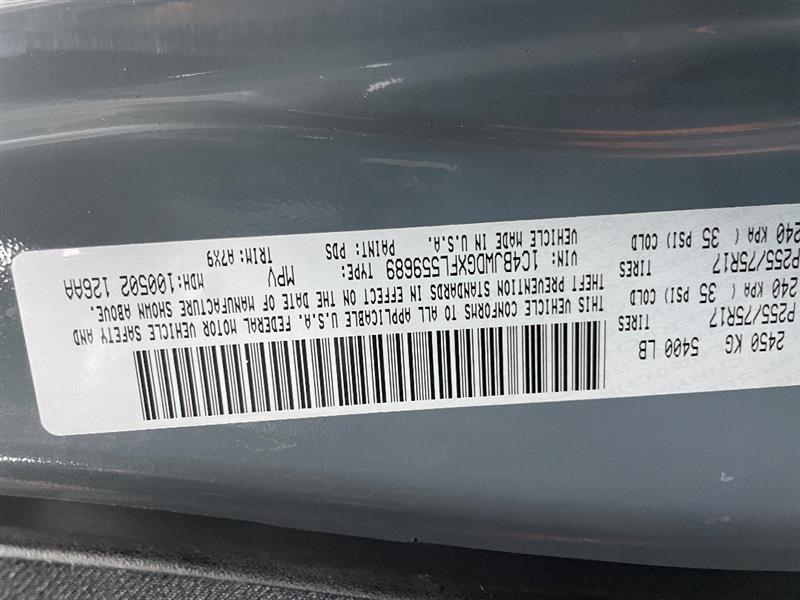 2450 KG
5400 LB
TIRES
P255/75R17
240 KPA ( 35 PSI) COLD
TIRES
P255/75R17
240 KPA ( 35 PSI) COLD
THIS VEHICLE CONFORMS TO ALL APPLICABLE U.S.A. FEDERAL MOTOR VEHICLE SAFETY AND
THEFT PREVENTION STANDARDS IN EFFECT ON THE DATE OF MANUFACTURE SHOWN ABOVE.
VIN: 1C4BJWDGXFL559689 TYPE: MPV MDH:100502 126AA
VEHICLE MADE IN U.S.A. PAINT: PDS TRIM: A7X9